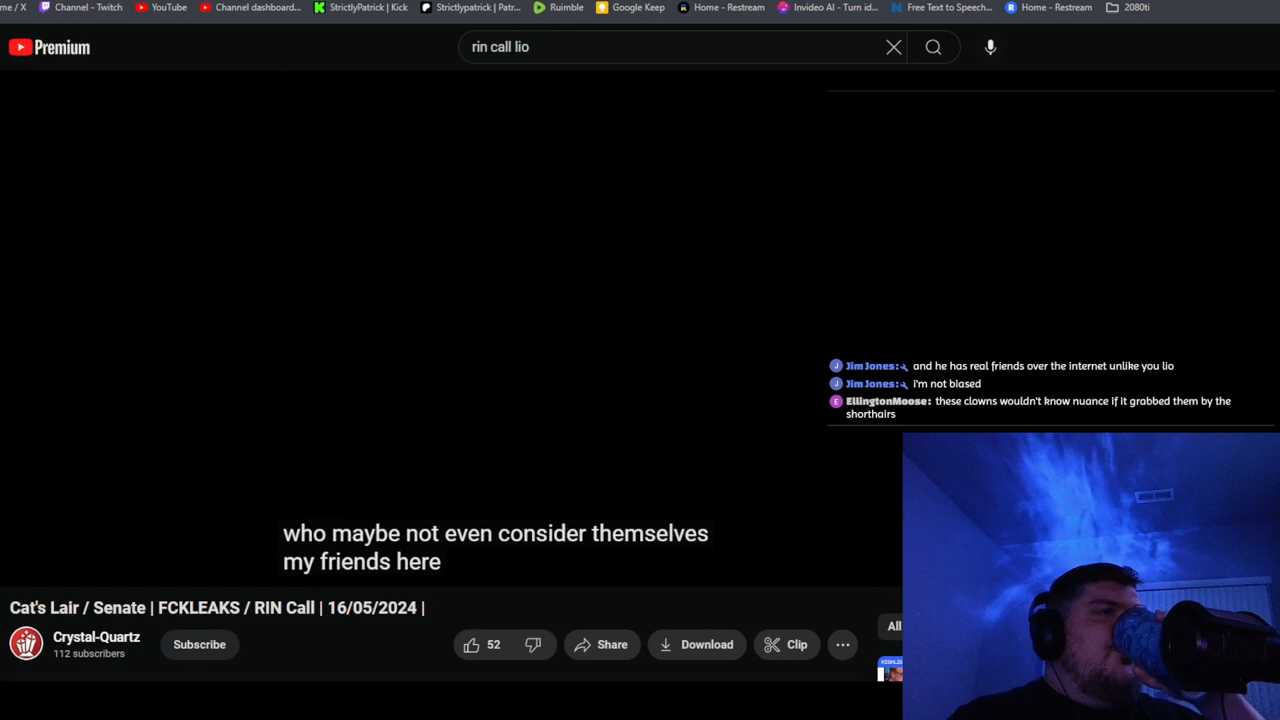 me / X Channel - Twitch YouTube Channel dashboard... StrictlyPatrick | Kick Strictlypatrick | Patr... Rumble Google Keep Home - Restream Invideo AI - Turn id... Free Text to Speech... Home - Restream 2080ti
Premium
rin call lio
Jim Jones: and he has real friends over the internet unlike you lio
Jim Jones: i'm not biased
EllingtonMoose: these clowns wouldn't know nuance if it grabbed them by the
shorthairs
who maybe not even consider themselves
my friends here
Cat's Lair / Senate | FCKLEAKS / RIN Call | 16/05/2024 |
Crystal-Quartz
112 subscribers
Subscribe
52
Share
Download
Clip
All